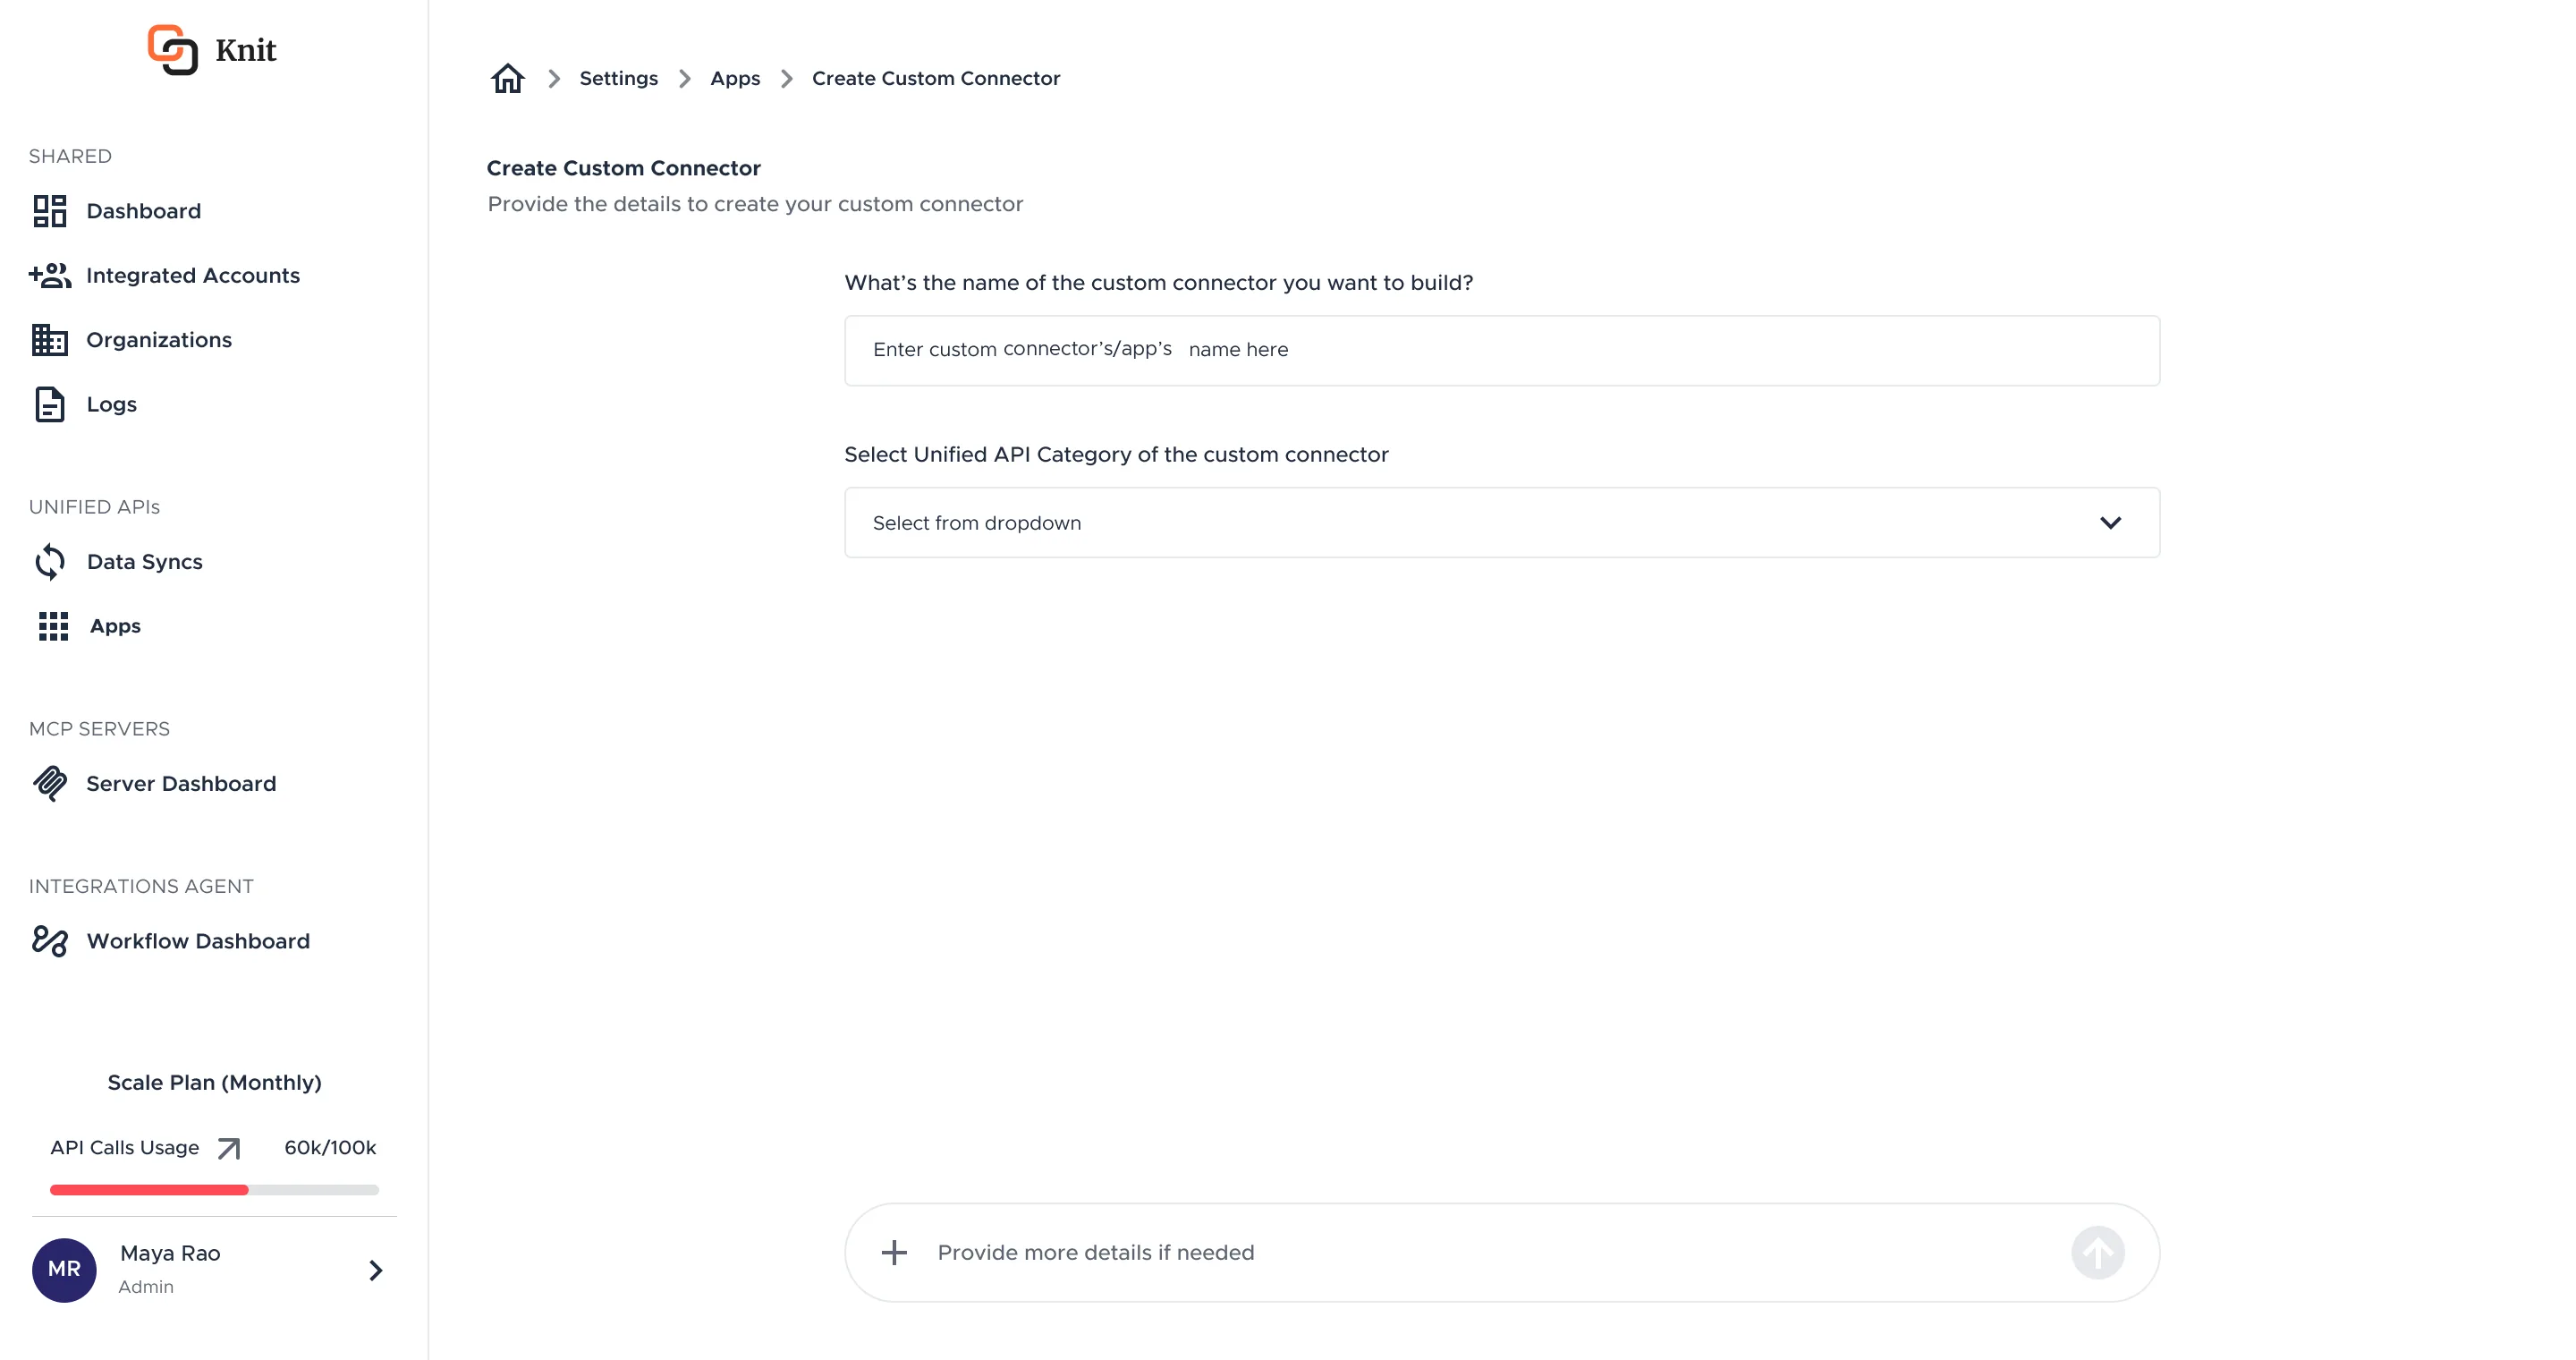 Knit
SHARED
Dashboard
Integrated Accounts
Organizations
Logs
UNIFIED APIs
Data Syncs
Apps
MCP SERVERS
Server Dashboard
INTEGRATIONS AGENT
Workflow Dashboard
Scale Plan (Monthly)
API Calls Usage 60k/100k
MR
Maya Rao
Admin
Settings Apps Create Custom Connector
Create Custom Connector
Provide the details to create your custom connector
What’s the name of the custom connector you want to build?
Enter custom connector’s/app’s name here
Select Unified API Category of the custom connector
Select from dropdown
Provide more details if needed